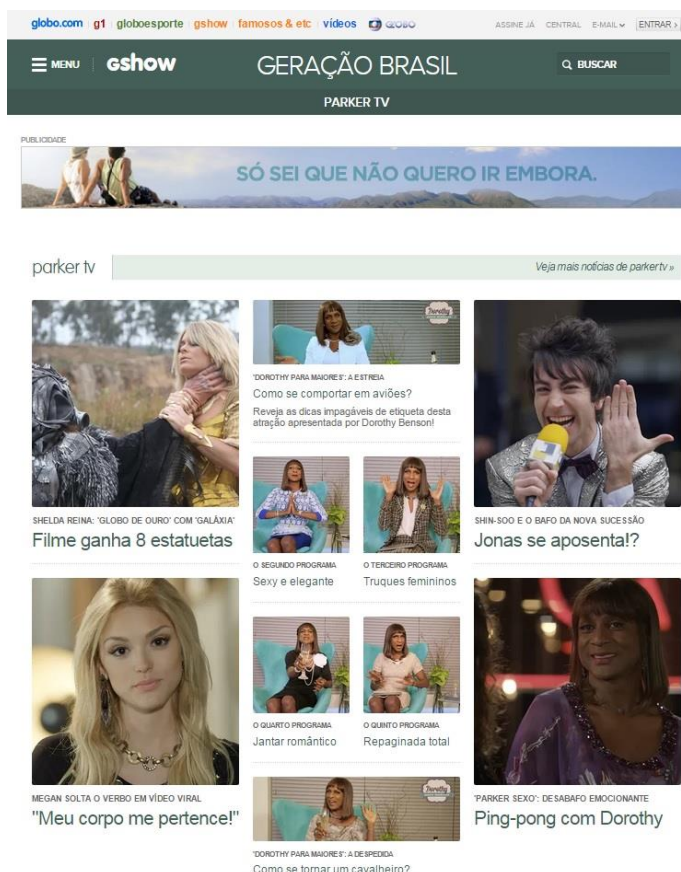 globo.com g1 globoesporte gshow famosos & etc vídeos GLOBO ASSINE JÁ CENTRAL E-MAIL ENTRAR ›
MENU gshow GERAÇÃO BRASIL BUSCAR
PARKER TV
PUBLICIDADE
SÓ SEI QUE NÃO QUERO IR EMBORA.
parker tv Veja mais notícias de parker tv »
SHELDA REINA: 'GLOBO DE OURO' COM 'GALÁXIA'
Filme ganha 8 estatuetas
MEGAN SOLTA O VERBO EM VÍDEO VIRAL
"Meu corpo me pertence!"
Dorothy
'DOROTHY PARA MAIORES': A ESTREIA
Como se comportar em aviões?
Reveja as dicas impagáveis de etiqueta desta
atração apresentada por Dorothy Benson!
O SEGUNDO PROGRAMA
Sexy e elegante
O TERCEIRO PROGRAMA
Truques femininos
O QUARTO PROGRAMA
Jantar romântico
O QUINTO PROGRAMA
Repaginada total
Dorothy
'DOROTHY PARA MAIORES': A DESPEDIDA
Como se tornar um cavalheiro?
SHIN-SOO E O BAFO DA NOVA SUCESSÃO
Jonas se aposenta!?
'PARKER SEXO': DESABAFO EMOCIONANTE
Ping-pong com Dorothy